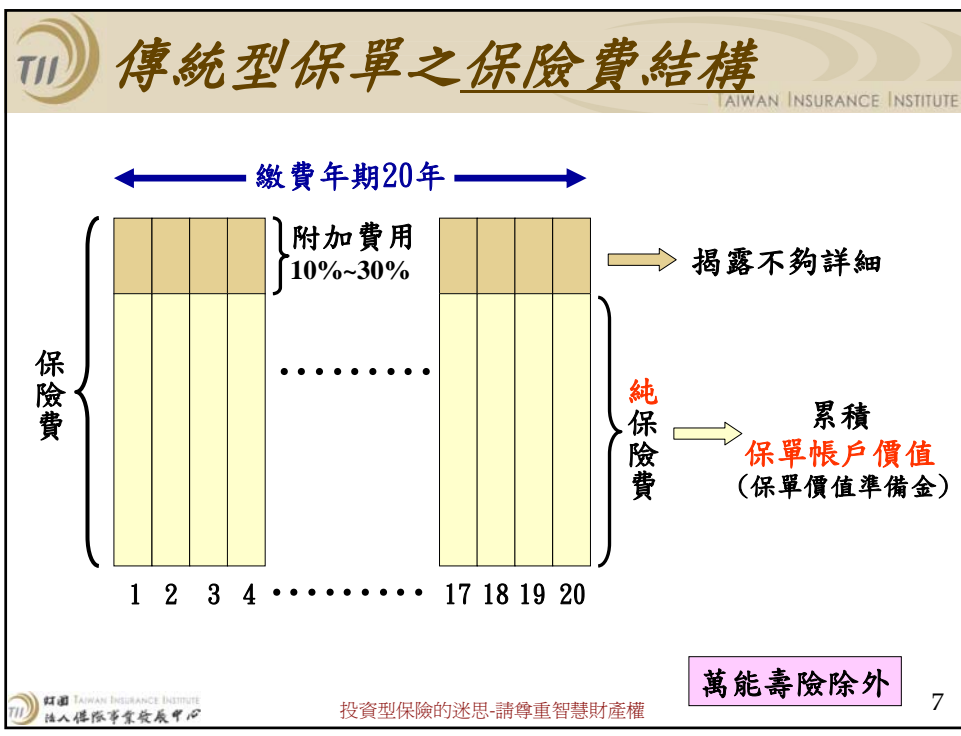 TII
傳統型保單之保險費結構
TAIWAN INSURANCE INSTITUTE
繳費年期20年
附加費用
10%~30%
揭露不夠詳細
保險費
純保險費
累積
保單帳戶價值
(保單價值準備金)
1 2 3 4 ‧‧‧‧‧‧‧‧‧ 17 18 19 20
萬能壽險除外
TII
財團 TAIWAN INSURANCE INSTITUTE
法人保險事業發展中心
投資型保險的迷思-請尊重智慧財產權
7